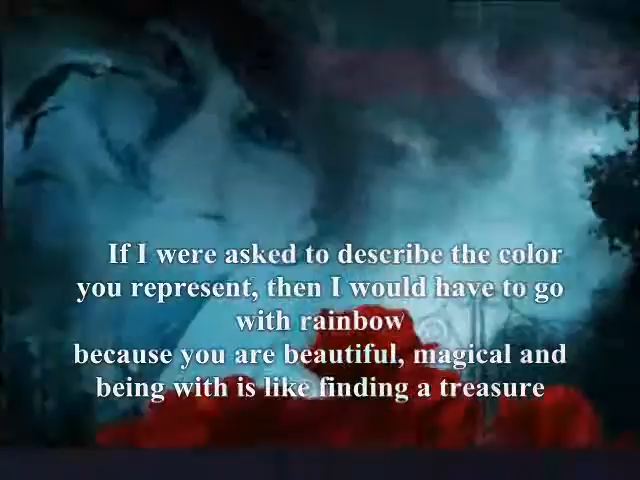 If I were asked to describe the color
you represent, then I would have to go
with rainbow
because you are beautiful, magical and
being with is like finding a treasure